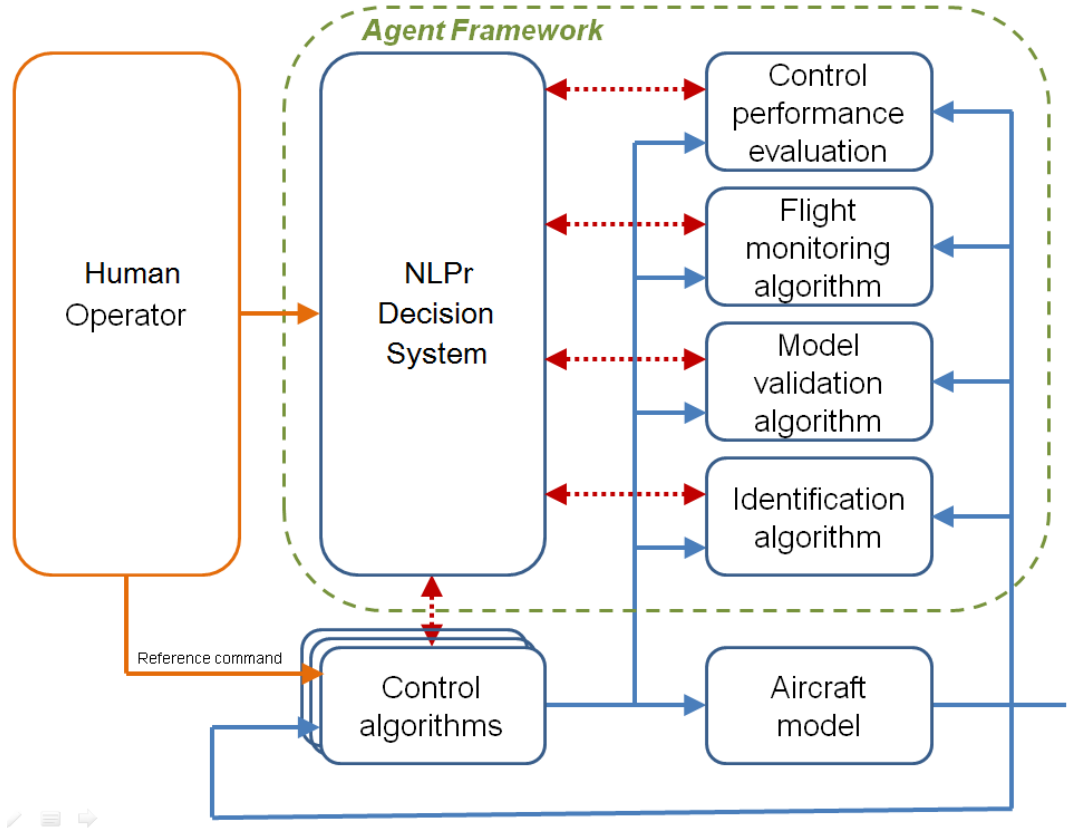 Agent Framework
Human
Operator
NLPr
Decision
System
Control
performance
evaluation
Flight
monitoring
algorithm
Model
validation
algorithm
Identification
algorithm
Reference command
Control
algorithms
Aircraft
model